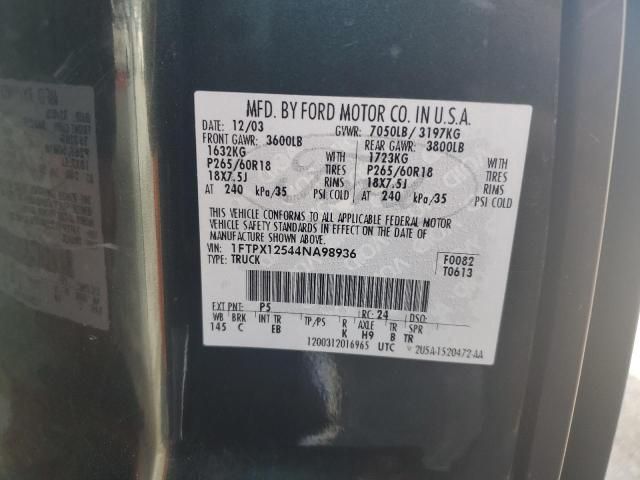 MFD. BY FORD MOTOR CO. IN U.S.A.
DATE: 12/03 GVWR: 7050LB / 3197KG
FRONT GAWR: 3600LB REAR GAWR: 3800LB
1632KG WITH 1723KG WITH
P265/60R18 TIRES P265/60R18 TIRES
18X7.5J RIMS 18X7.5J RIMS
AT 240 kPa/35 PSI COLD AT 240 kPa/35 PSI COLD
THIS VEHICLE CONFORMS TO ALL APPLICABLE FEDERAL MOTOR
VEHICLE SAFETY STANDARDS IN EFFECT ON THE DATE OF
MANUFACTURE SHOWN ABOVE.
VIN: 1FTPX12544NA98936 F0082
TYPE: TRUCK T0613
EXT PNT: P5 RC: 24 DSO:
WB BRK INT TR TP/PS R AXLE TR SPR
145 C EB K H9 B TR
1200312016965 UTC 2U5A-1520472-AA